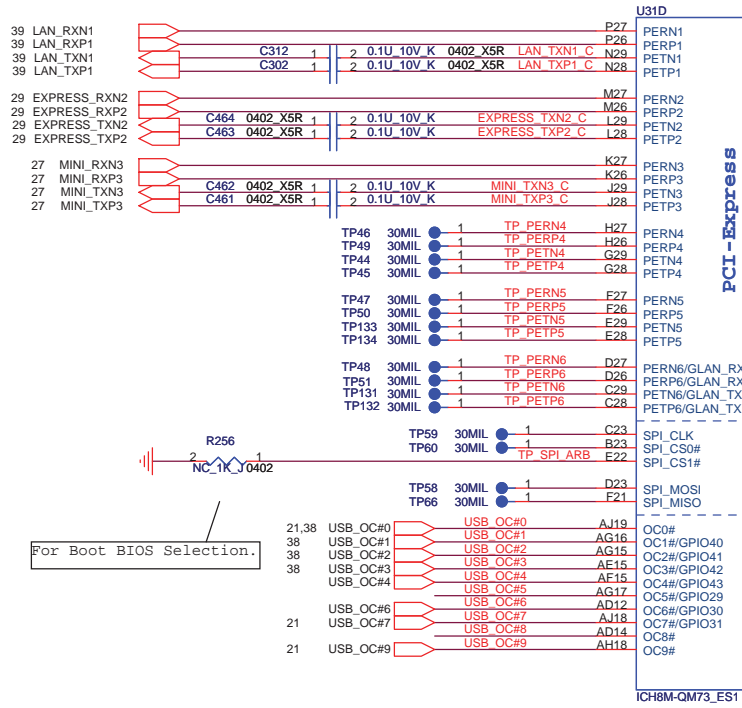 U31D
39 LAN_RXN1 P27 PERN1
39 LAN_RXP1 P26 PERP1
39 LAN_TXN1 C312 1 2 0.1U_10V_K 0402_X5R LAN_TXN1_C N29 PETN1
39 LAN_TXP1 C302 1 2 0.1U_10V_K 0402_X5R LAN_TXP1_C N28 PETP1
29 EXPRESS_RXN2 M27 PERN2
29 EXPRESS_RXP2 M26 PERP2
29 EXPRESS_TXN2 C464 0402_X5R 1 2 0.1U_10V_K EXPRESS_TXN2_C L29 PETN2
29 EXPRESS_TXP2 C463 0402_X5R 1 2 0.1U_10V_K EXPRESS_TXP2_C L28 PETP2
27 MINI_RXN3 K27 PERN3
27 MINI_RXP3 K26 PERP3
27 MINI_TXN3 C462 0402_X5R 1 2 0.1U_10V_K MINI_TXN3_C J29 PETN3
27 MINI_TXP3 C461 0402_X5R 1 2 0.1U_10V_K MINI_TXP3_C J28 PETP3
PCI-Express
TP46 30MIL 1 TP_PERN4 H27 PERN4
TP49 30MIL 1 TP_PERP4 H26 PERP4
TP44 30MIL 1 TP_PETN4 G29 PETN4
TP45 30MIL 1 TP_PETP4 G28 PETP4
TP47 30MIL 1 TP_PERN5 F27 PERN5
TP50 30MIL 1 TP_PERP5 F26 PERP5
TP133 30MIL 1 TP_PETN5 E29 PETN5
TP134 30MIL 1 TP_PETP5 E28 PETP5
TP48 30MIL 1 TP_PERN6 D27 PERN6/GLAN_RX
TP51 30MIL 1 TP_PERP6 D26 PERP6/GLAN_RX
TP131 30MIL 1 TP_PETN6 C29 PETN6/GLAN_TX
TP132 30MIL 1 TP_PETP6 C28 PETP6/GLAN_TX
TP59 30MIL 1 C23 SPI_CLK
TP60 30MIL 1 B23 SPI_CS0#
R256
2 1 TP_SPI_ARB E22 SPI_CS1#
NC_1K_J 0402
TP58 30MIL 1 D23 SPI_MOSI
TP66 30MIL 1 F21 SPI_MISO
For Boot BIOS Selection.
21,38 USB_OC#0 USB_OC#0 AJ19 OC0#
38 USB_OC#1 USB_OC#1 AG16 OC1#/GPIO40
38 USB_OC#2 USB_OC#2 AG15 OC2#/GPIO41
38 USB_OC#3 USB_OC#3 AE15 OC3#/GPIO42
USB_OC#4 USB_OC#4 AF15 OC4#/GPIO43
USB_OC#5 AG17 OC5#/GPIO29
USB_OC#6 USB_OC#6 AD12 OC6#/GPIO30
21 USB_OC#7 USB_OC#7 AJ18 OC7#/GPIO31
USB_OC#8 AD14 OC8#
21 USB_OC#9 USB_OC#9 AH18 OC9#
ICH8M-QM73_ES1